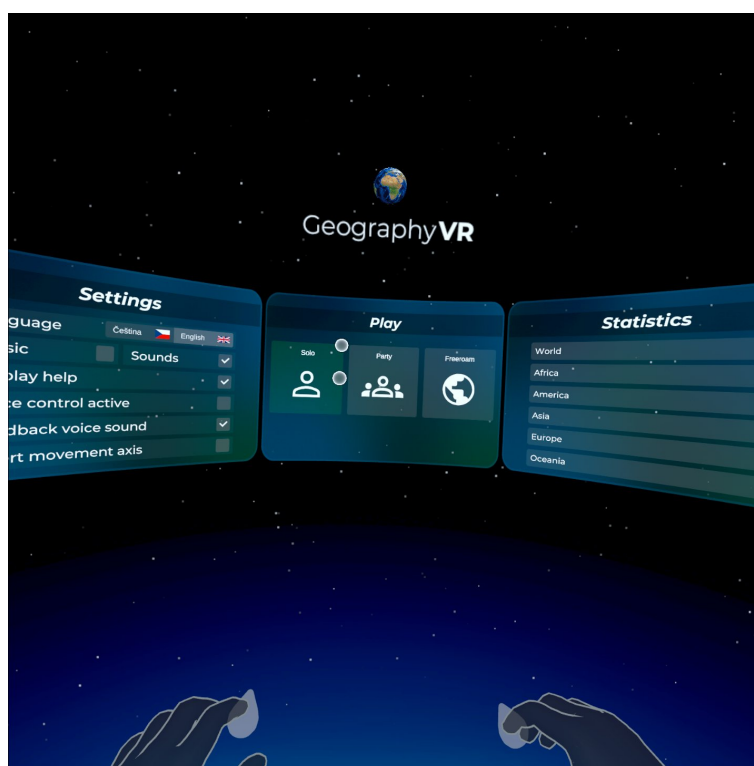 GeographyVR
Settings
guage
Čeština
English
sic
Sounds
play help
ce control active
dback voice sound
rt movement axis
Play
Solo
Party
Freeroam
Statistics
World
Africa
America
Asia
Europe
Oceania